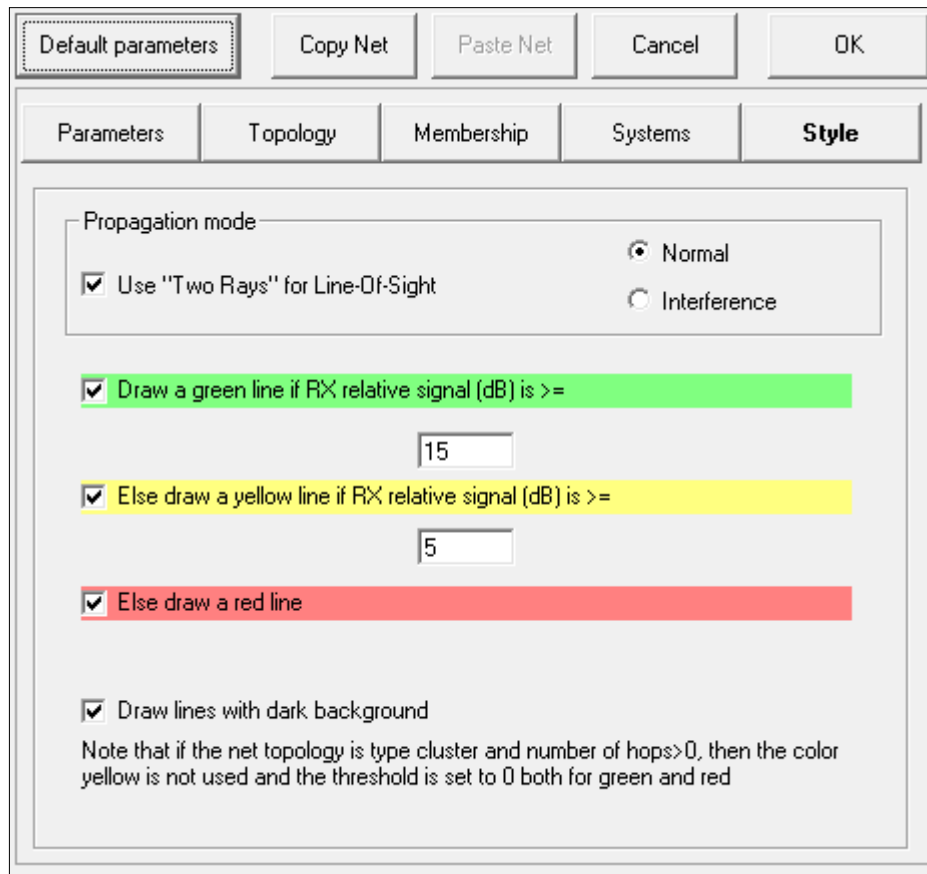 Default parameters
Copy Net
Paste Net
Cancel
OK
Parameters
Topology
Membership
Systems
Style
Propagation mode
Use "Two Rays" for Line-Of-Sight
Normal
Interference
Draw a green line if RX relative signal (dB) is >=
15
Else draw a yellow line if RX relative signal (dB) is >=
5
Else draw a red line
Draw lines with dark background
Note that if the net topology is type cluster and number of hops>0, then the color
yellow is not used and the threshold is set to 0 both for green and red